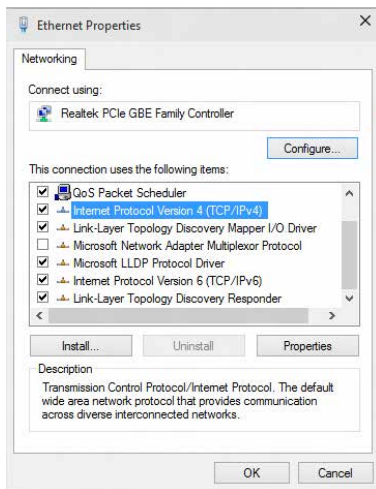 Ethernet Properties
Networking
Connect using:
Realtek PCIe GBE Family Controller
Configure...
This connection uses the following items:
QoS Packet Scheduler
Internet Protocol Version 4 (TCP/IPv4)
Link-Layer Topology Discovery Mapper I/O Driver
Microsoft Network Adapter Multiplexor Protocol
Microsoft LLDP Protocol Driver
Internet Protocol Version 6 (TCP/IPv6)
Link-Layer Topology Discovery Responder
Install... Uninstall Properties
Description
Transmission Control Protocol/Internet Protocol. The default
wide area network protocol that provides communication
across diverse interconnected networks.
OK Cancel